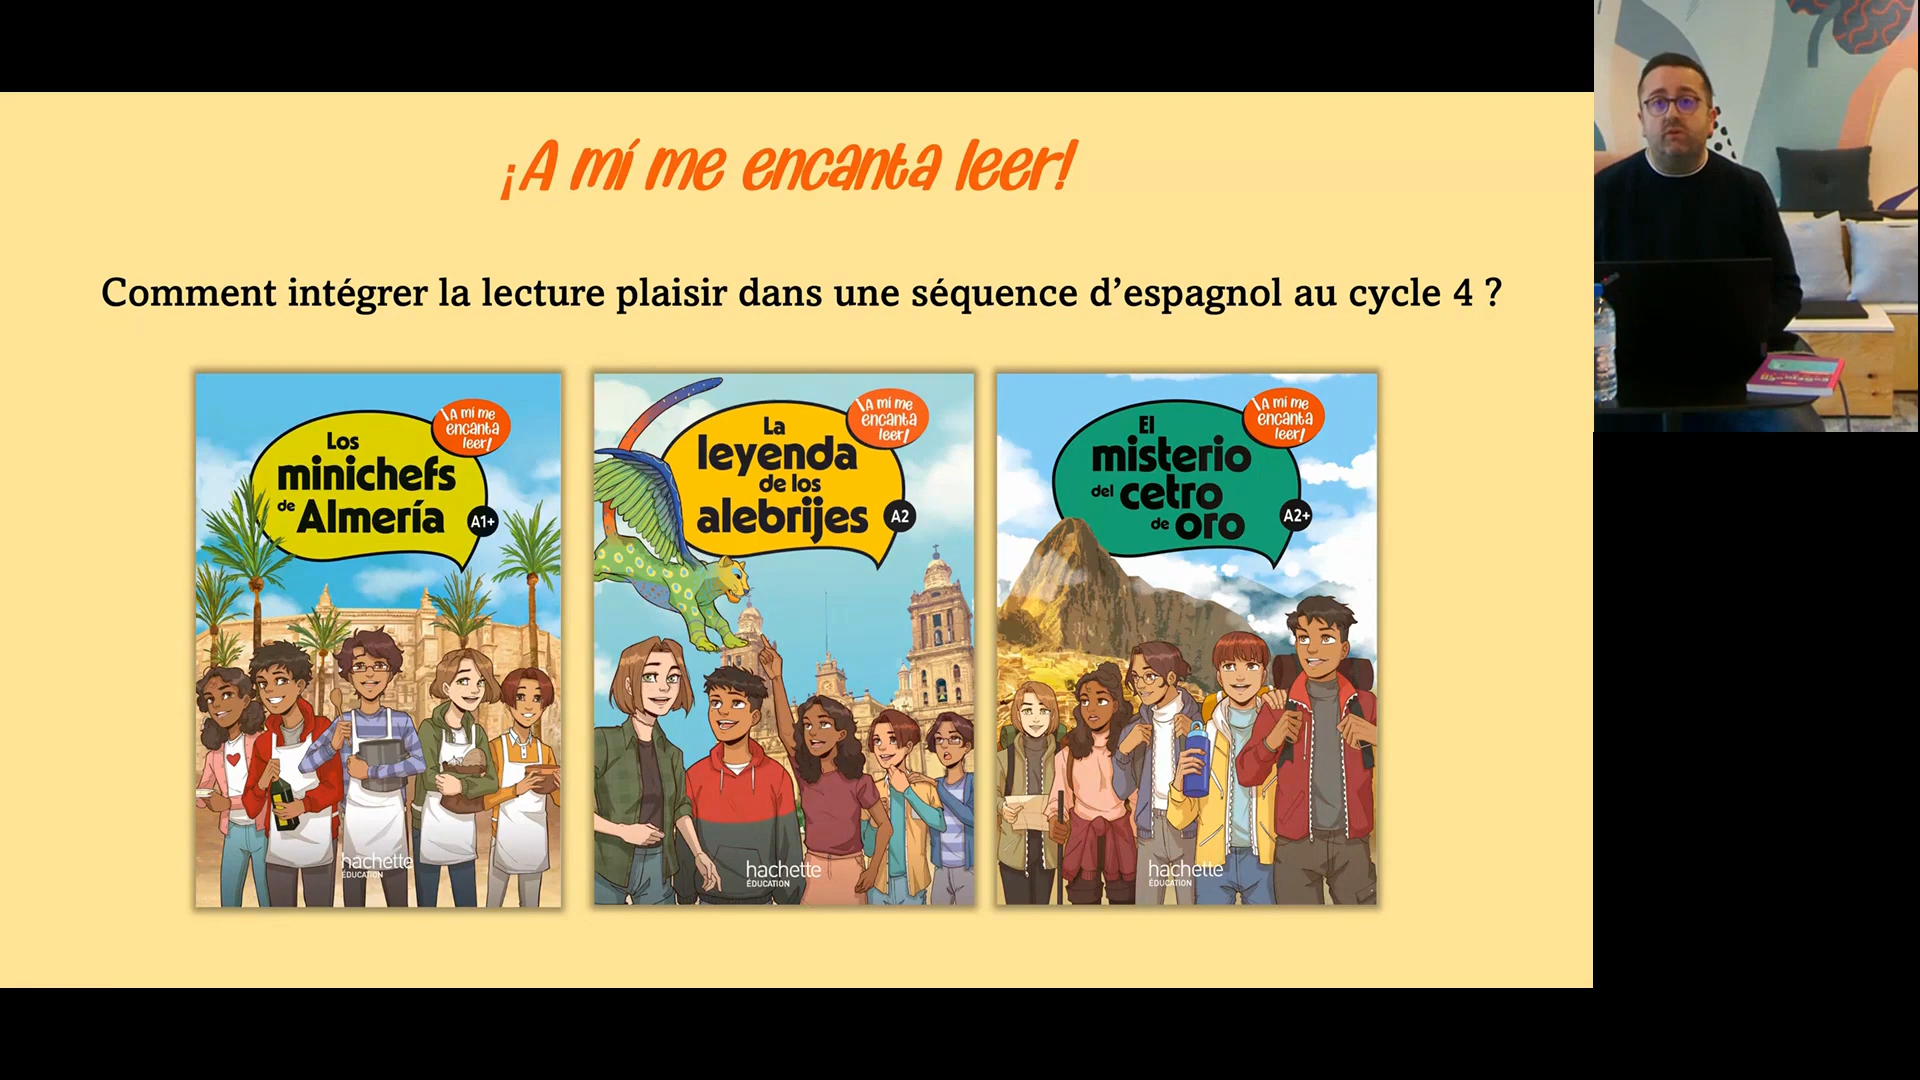 ¡A mí me encanta leer!
Comment intégrer la lecture plaisir dans une séquence d’espagnol au cycle 4 ?
Los
minichefs
de Almería
A1+
¡A mí me
encanta
leer!
hachette
ÉDUCATION
La
leyenda
de los
alebrijes
A2
¡A mí me
encanta
leer!
hachette
ÉDUCATION
El
misterio
del cetro
de oro
A2+
¡A mí me
encanta
leer!
hachette
ÉDUCATION